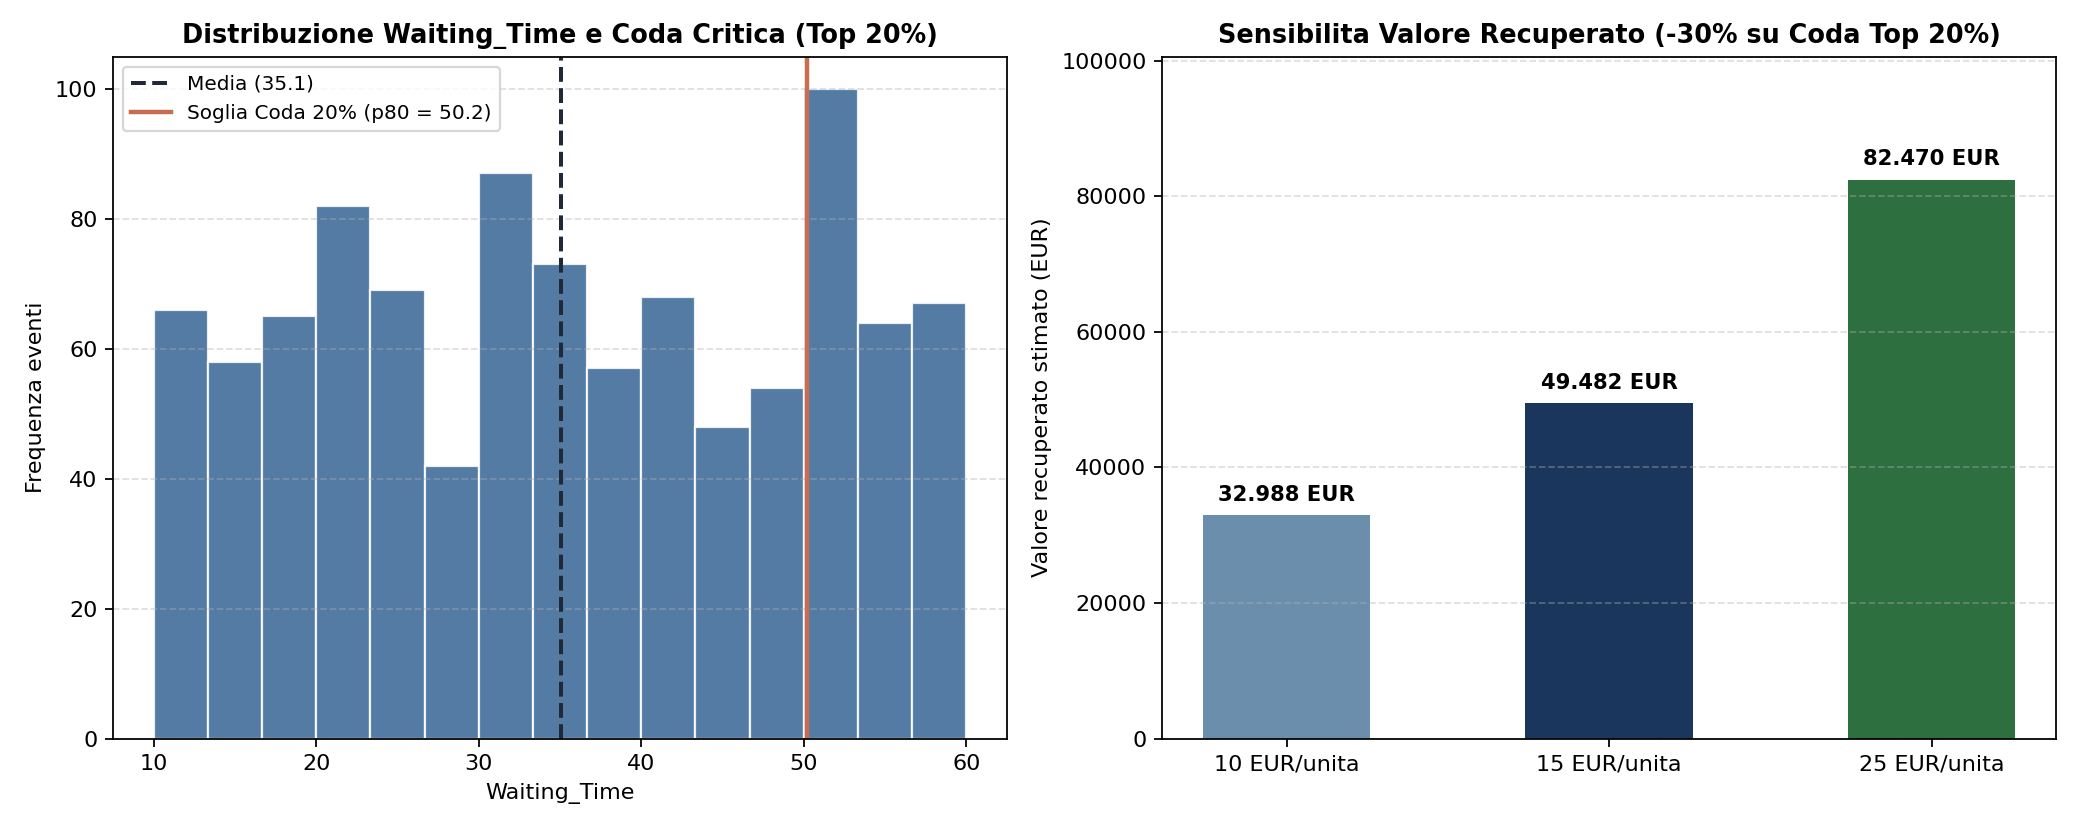 Distribuzione Waiting_Time e Coda Critica (Top 20%)
Media (35.1)
Soglia Coda 20% (p80 = 50.2)
Frequenza eventi
100
80
60
40
20
0
10
20
30
40
50
60
Waiting_Time
Sensibilita Valore Recuperato (-30% su Coda Top 20%)
Valore recuperato stimato (EUR)
100000
80000
60000
40000
20000
0
32.988 EUR
49.482 EUR
82.470 EUR
10 EUR/unita
15 EUR/unita
25 EUR/unita